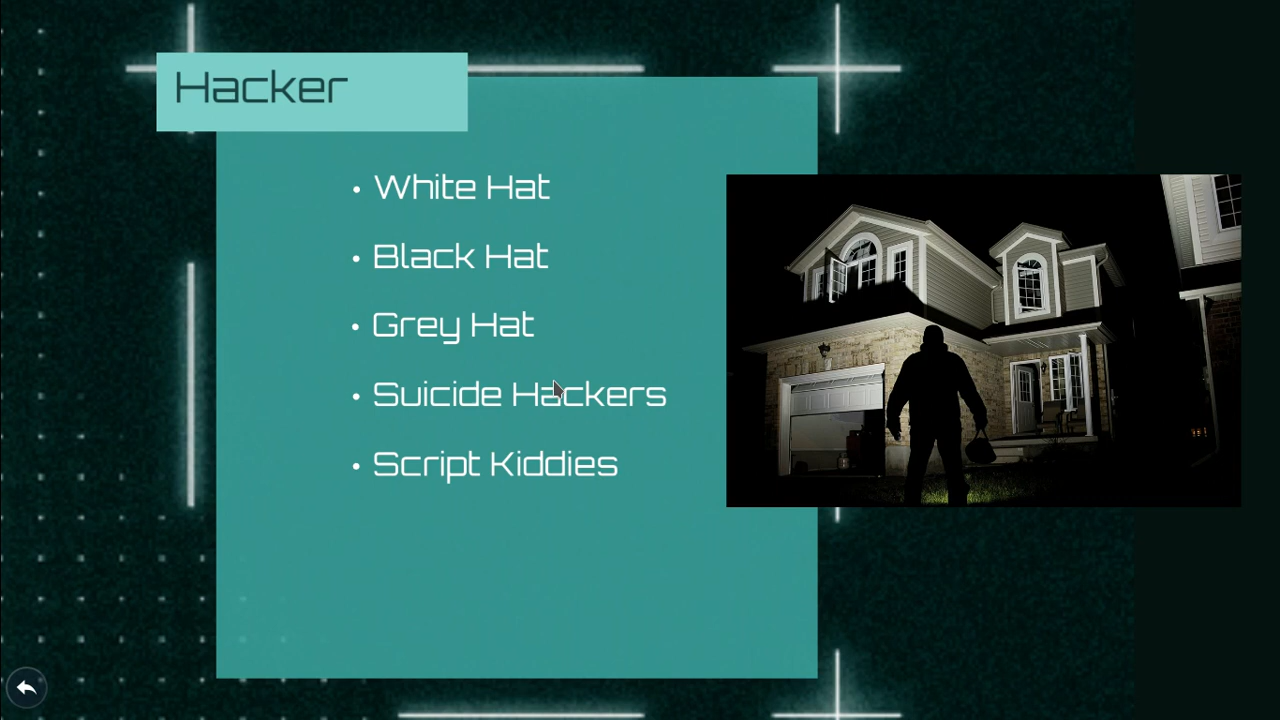 Hacker
• White Hat
• Black Hat
• Grey Hat
• Suicide Hackers
• Script Kiddies